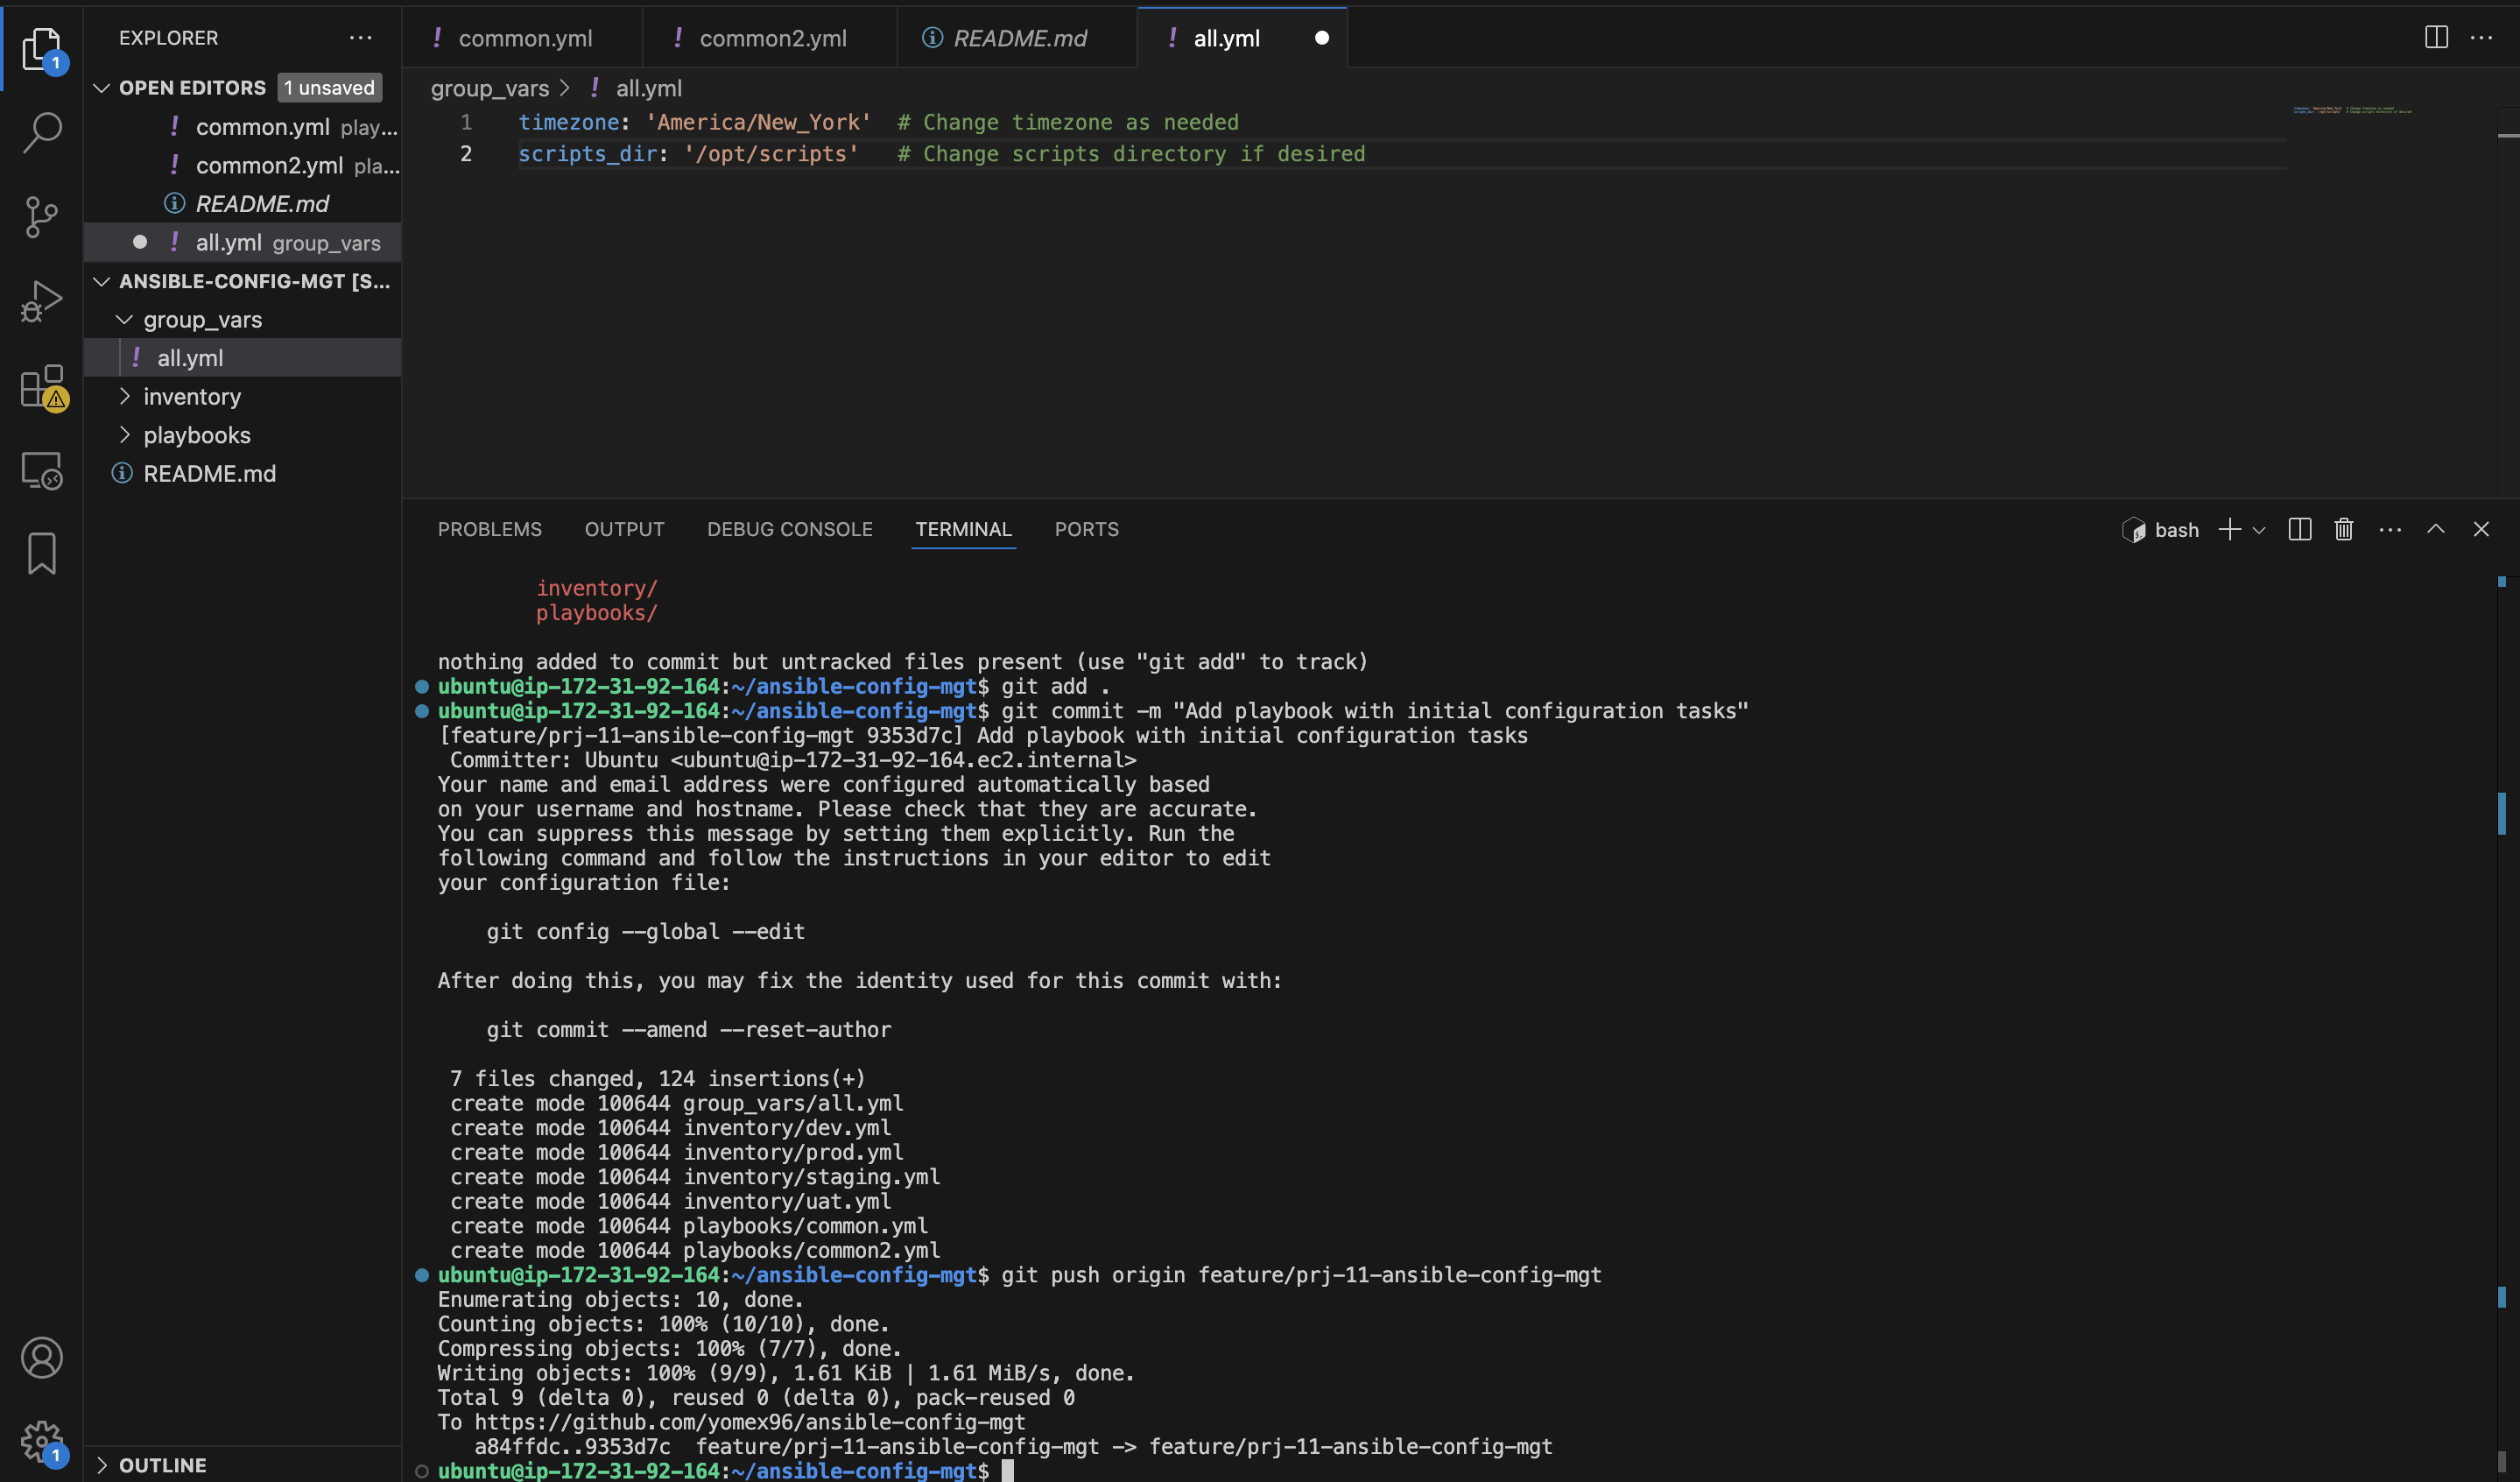 EXPLORER
OPEN EDITORS 1 unsaved
common.yml play...
common2.yml pla...
README.md
all.yml group_vars
ANSIBLE-CONFIG-MGT [S...
group_vars
all.yml
inventory
playbooks
README.md
OUTLINE
1
1
common.yml
common2.yml
README.md
all.yml
group_vars > all.yml
1 timezone: 'America/New_York'  # Change timezone as needed
2 scripts_dir: '/opt/scripts'   # Change scripts directory if desired
PROBLEMS OUTPUT DEBUG CONSOLE TERMINAL PORTS
bash
inventory/
playbooks/
nothing added to commit but untracked files present (use "git add" to track)
ubuntu@ip-172-31-92-164:~/ansible-config-mgt$ git add .
ubuntu@ip-172-31-92-164:~/ansible-config-mgt$ git commit -m "Add playbook with initial configuration tasks"
[feature/prj-11-ansible-config-mgt 9353d7c] Add playbook with initial configuration tasks
Committer: Ubuntu <ubuntu@ip-172-31-92-164.ec2.internal>
Your name and email address were configured automatically based
on your username and hostname. Please check that they are accurate.
You can suppress this message by setting them explicitly. Run the
following command and follow the instructions in your editor to edit
your configuration file:
git config --global --edit
After doing this, you may fix the identity used for this commit with:
git commit --amend --reset-author
7 files changed, 124 insertions(+)
create mode 100644 group_vars/all.yml
create mode 100644 inventory/dev.yml
create mode 100644 inventory/prod.yml
create mode 100644 inventory/staging.yml
create mode 100644 inventory/uat.yml
create mode 100644 playbooks/common.yml
create mode 100644 playbooks/common2.yml
ubuntu@ip-172-31-92-164:~/ansible-config-mgt$ git push origin feature/prj-11-ansible-config-mgt
Enumerating objects: 10, done.
Counting objects: 100% (10/10), done.
Compressing objects: 100% (7/7), done.
Writing objects: 100% (9/9), 1.61 KiB | 1.61 MiB/s, done.
Total 9 (delta 0), reused 0 (delta 0), pack-reused 0
To https://github.com/yomex96/ansible-config-mgt
a84ffdc..9353d7c  feature/prj-11-ansible-config-mgt -> feature/prj-11-ansible-config-mgt
ubuntu@ip-172-31-92-164:~/ansible-config-mgt$